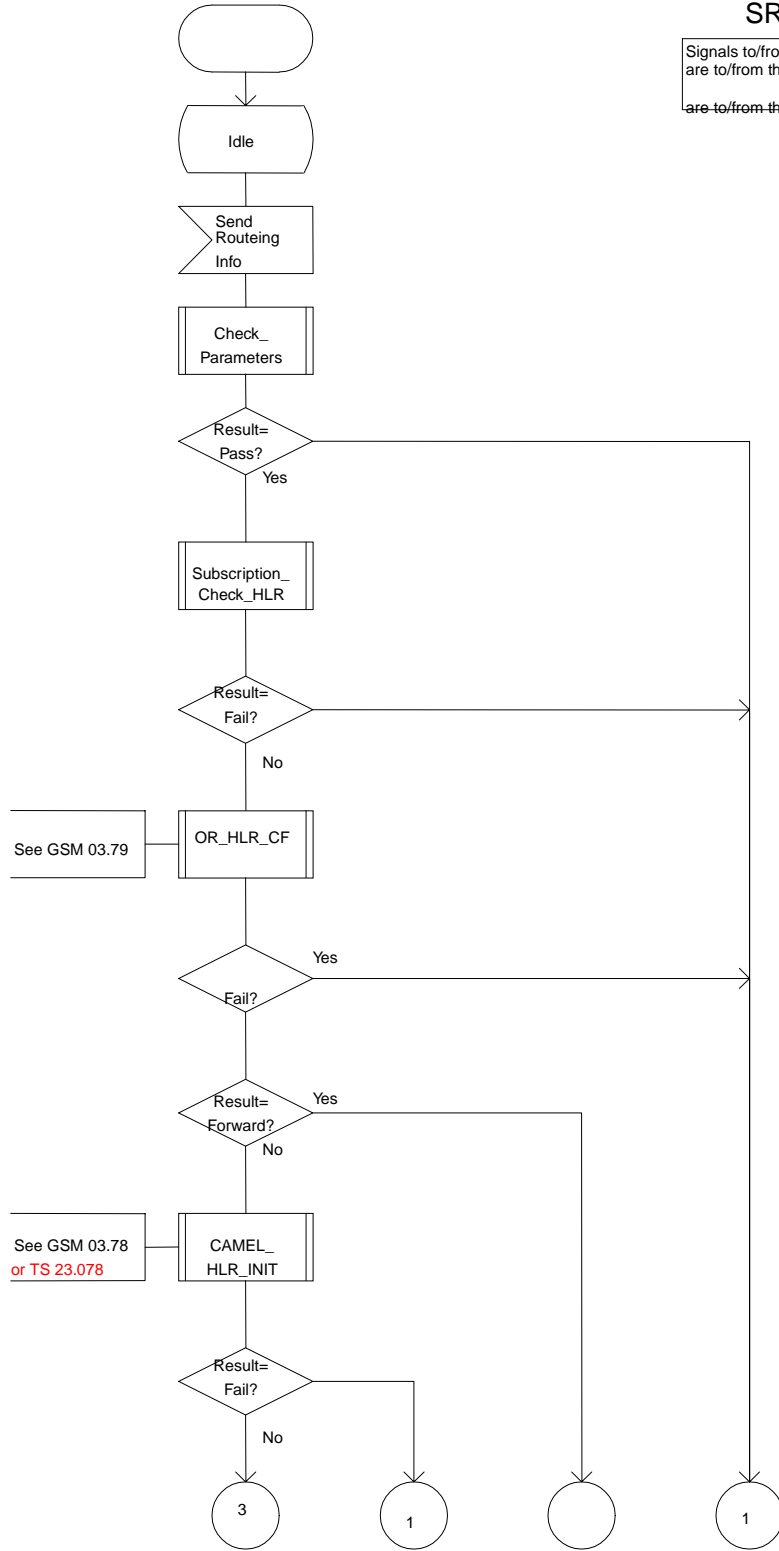 SR
Signals to/fro
are to/from th
are to/from th
Idle
Send
Routeing
Info
Check_
Parameters
Result=
Pass?
Yes
Subscription_
Check_HLR
Result=
Fail?
No
OR_HLR_CF
See GSM 03.79
Yes
Fail?
Result=
Forward?
Yes
No
See GSM 03.78
or TS 23.078
CAMEL_
HLR_INIT
Result=
Fail?
No
3
1
1